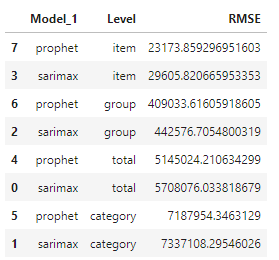 Model_1 Level RMSE
7 prophet item 23173.859296951603
3 sarimax item 29605.820665953353
6 prophet group 409033.61605918605
2 sarimax group 442576.7054800319
4 prophet total 5145024.210634299
0 sarimax total 5708076.033818679
5 prophet category 7187954.3463129
1 sarimax category 7337108.29546026